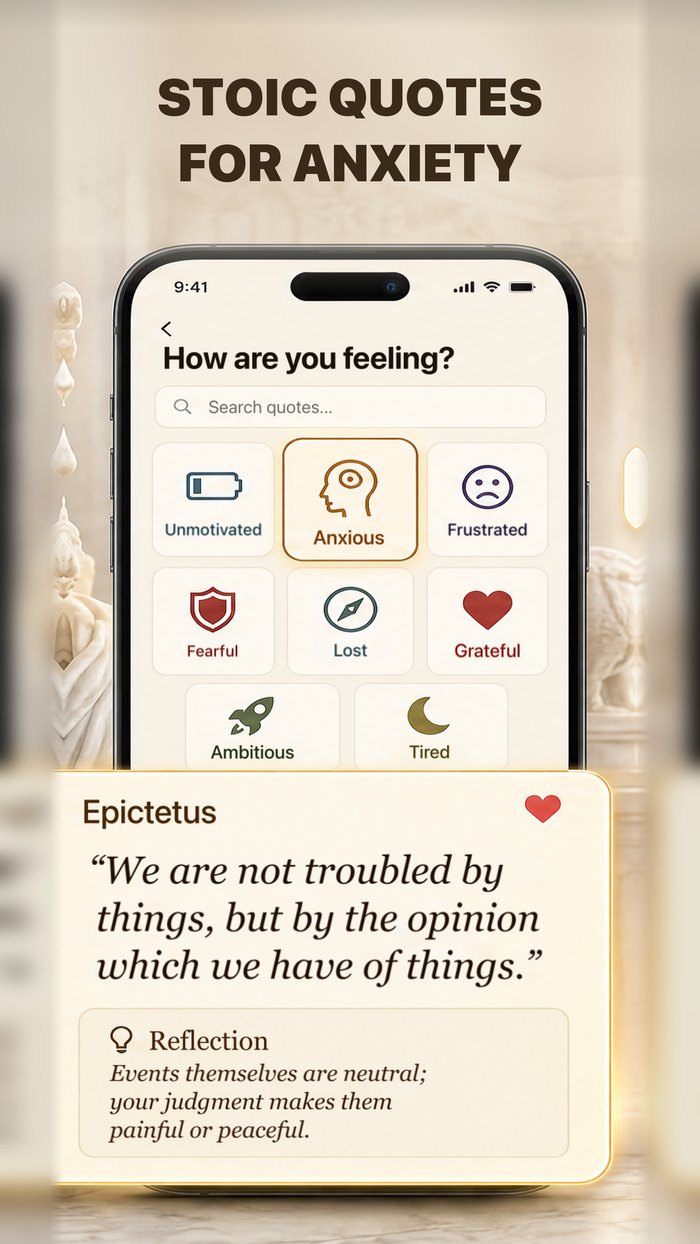 STOIC QUOTES
FOR ANXIETY
9:41
How are you feeling?
Search quotes...
Unmotivated
Anxious
Frustrated
Fearful
Lost
Grateful
Ambitious
Tired
Epictetus
“We are not troubled by
things, but by the opinion
which we have of things.”
Reflection
Events themselves are neutral;
your judgment makes them
painful or peaceful.